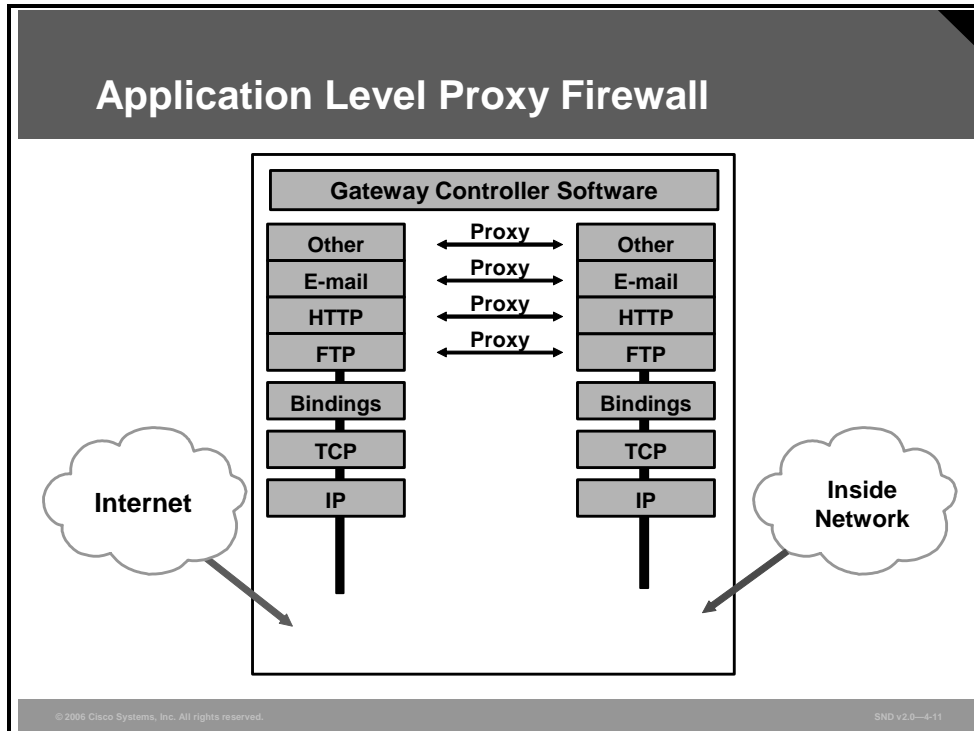 Application Level Proxy Firewall
Gateway Controller Software
Other
Proxy
Other
E-mail
Proxy
E-mail
HTTP
Proxy
HTTP
FTP
Proxy
FTP
Bindings
Bindings
TCP
TCP
IP
IP
Internet
Inside
Network
© 2006 Cisco Systems, Inc. All rights reserved.
SND v2.0—4-11